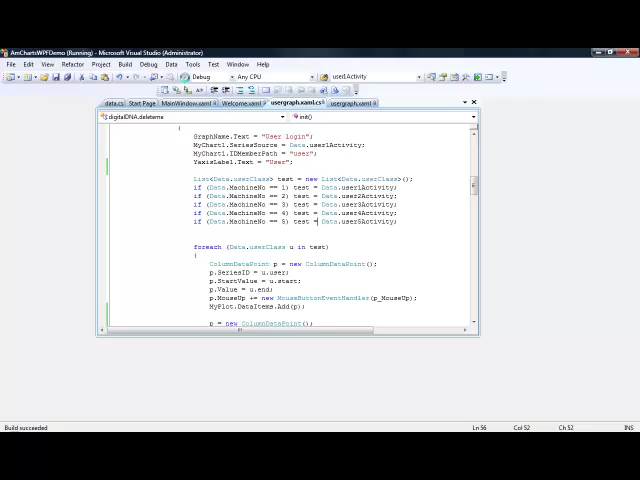 AmChartsWPFDemo (Running) - Microsoft Visual Studio (Administrator)
File Edit View Refactor Project Build Debug Data Tools Test Window Help
Debug Any CPU user1Activity
data.cs Start Page MainWindow.xaml Welcome.xaml usergraph.xaml.cs* usergraph.xaml
digitalDNA.deleteme init()
{
GraphName.Text = "User login";
MyChart1.SeriesSource = Data.user1Activity;
MyChart1.IDMemberPath = "user";
YaxisLabel.Text = "User";
List<Data.userClass> test = new List<Data.userClass>();
if (Data.MachineNo == 1) test = Data.user1Activity;
if (Data.MachineNo == 2) test = Data.user2Activity;
if (Data.MachineNo == 3) test = Data.user3Activity;
if (Data.MachineNo == 4) test = Data.user4Activity;
if (Data.MachineNo == 5) test = Data.user5Activity;
foreach (Data.userClass u in test)
{
ColumnDataPoint p = new ColumnDataPoint();
p.SeriesID = u.user;
p.StartValue = u.start;
p.Value = u.end;
p.MouseUp += new MouseButtonEventHandler(p_MouseUp);
MyPlot.DataItems.Add(p);
p = new ColumnDataPoint();
Build succeeded Ln 56 Col 52 Ch 52 INS